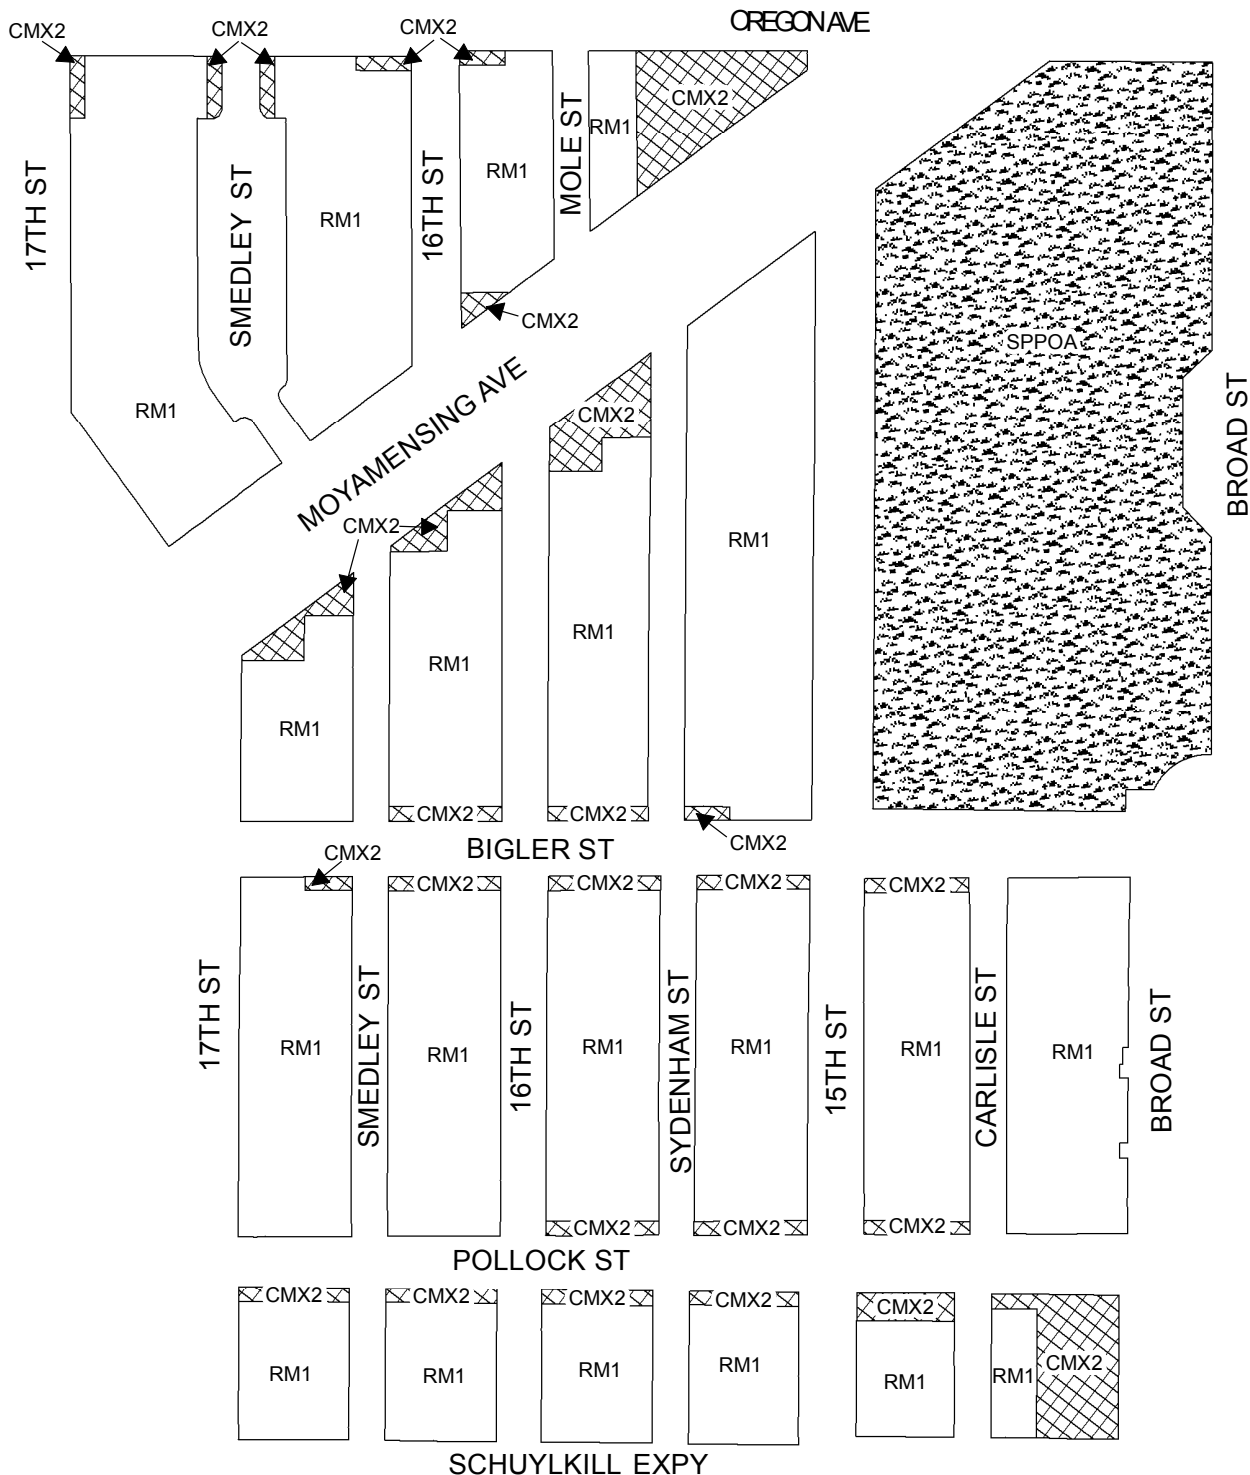 OREGON AVE
CMX2
CMX2
CMX2
CMX2
RM1
17TH ST
SMEDLEY ST
RM1
16TH ST
RM1
MOLE ST
CMX2
SPPOA
RM1
BROAD ST
MOYAMENSING AVE
CMX2
CMX2
RM1
RM1
RM1
RM1
CMX2
CMX2
CMX2
BIGLER ST
CMX2
CMX2
CMX2
CMX2
CMX2
17TH ST
RM1
SMEDLEY ST
RM1
16TH ST
RM1
SYDENHAM ST
RM1
15TH ST
RM1
CARLISLE ST
RM1
BROAD ST
CMX2
CMX2
CMX2
POLLOCK ST
CMX2
CMX2
CMX2
CMX2
CMX2
CMX2
RM1
RM1
RM1
RM1
RM1
RM1
SCHUYLKILL EXPY